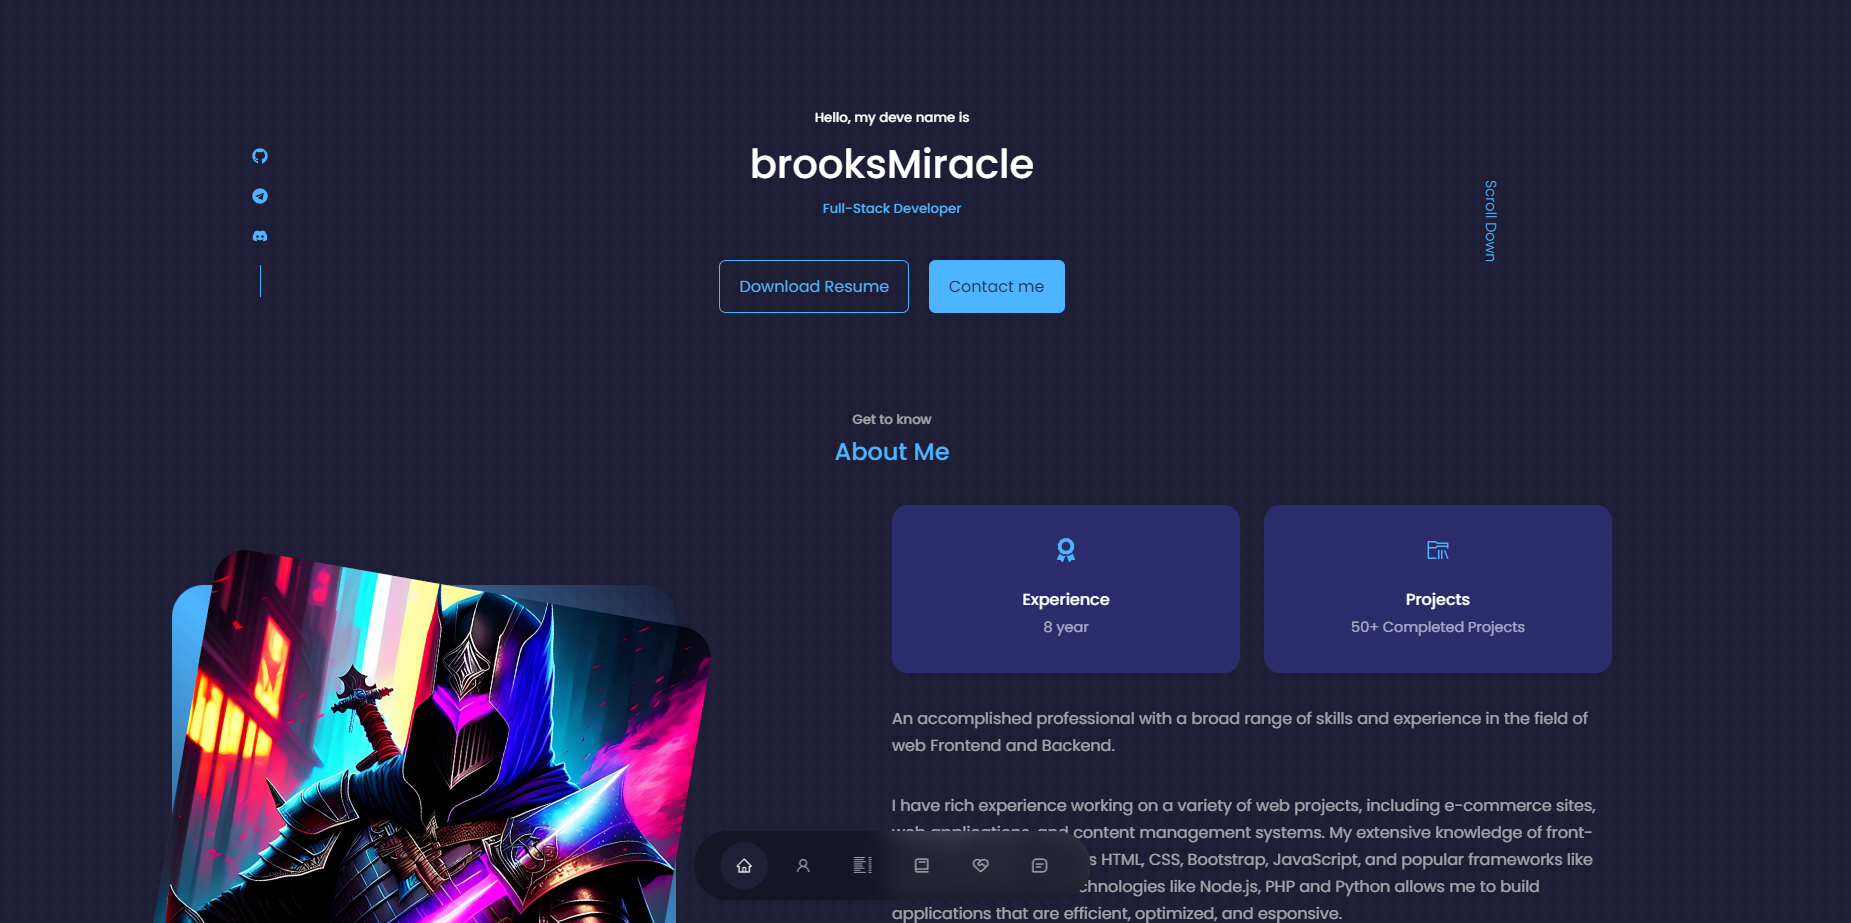 Hello, my deve name is
brooksMiracle
Full-Stack Developer
Scroll Down
Download Resume
Contact me
Get to know
About Me
Experience
8 year
Projects
50+ Completed Projects
An accomplished professional with a broad range of skills and experience in the field of
web Frontend and Backend.
I have rich experience working on a variety of web projects, including e-commerce sites,
web applications, and content management systems. My extensive knowledge of front-
s HTML, CSS, Bootstrap, JavaScript, and popular frameworks like
chnologies like Node.js, PHP and Python allows me to build
applications that are efficient, optimized, and esponsive.